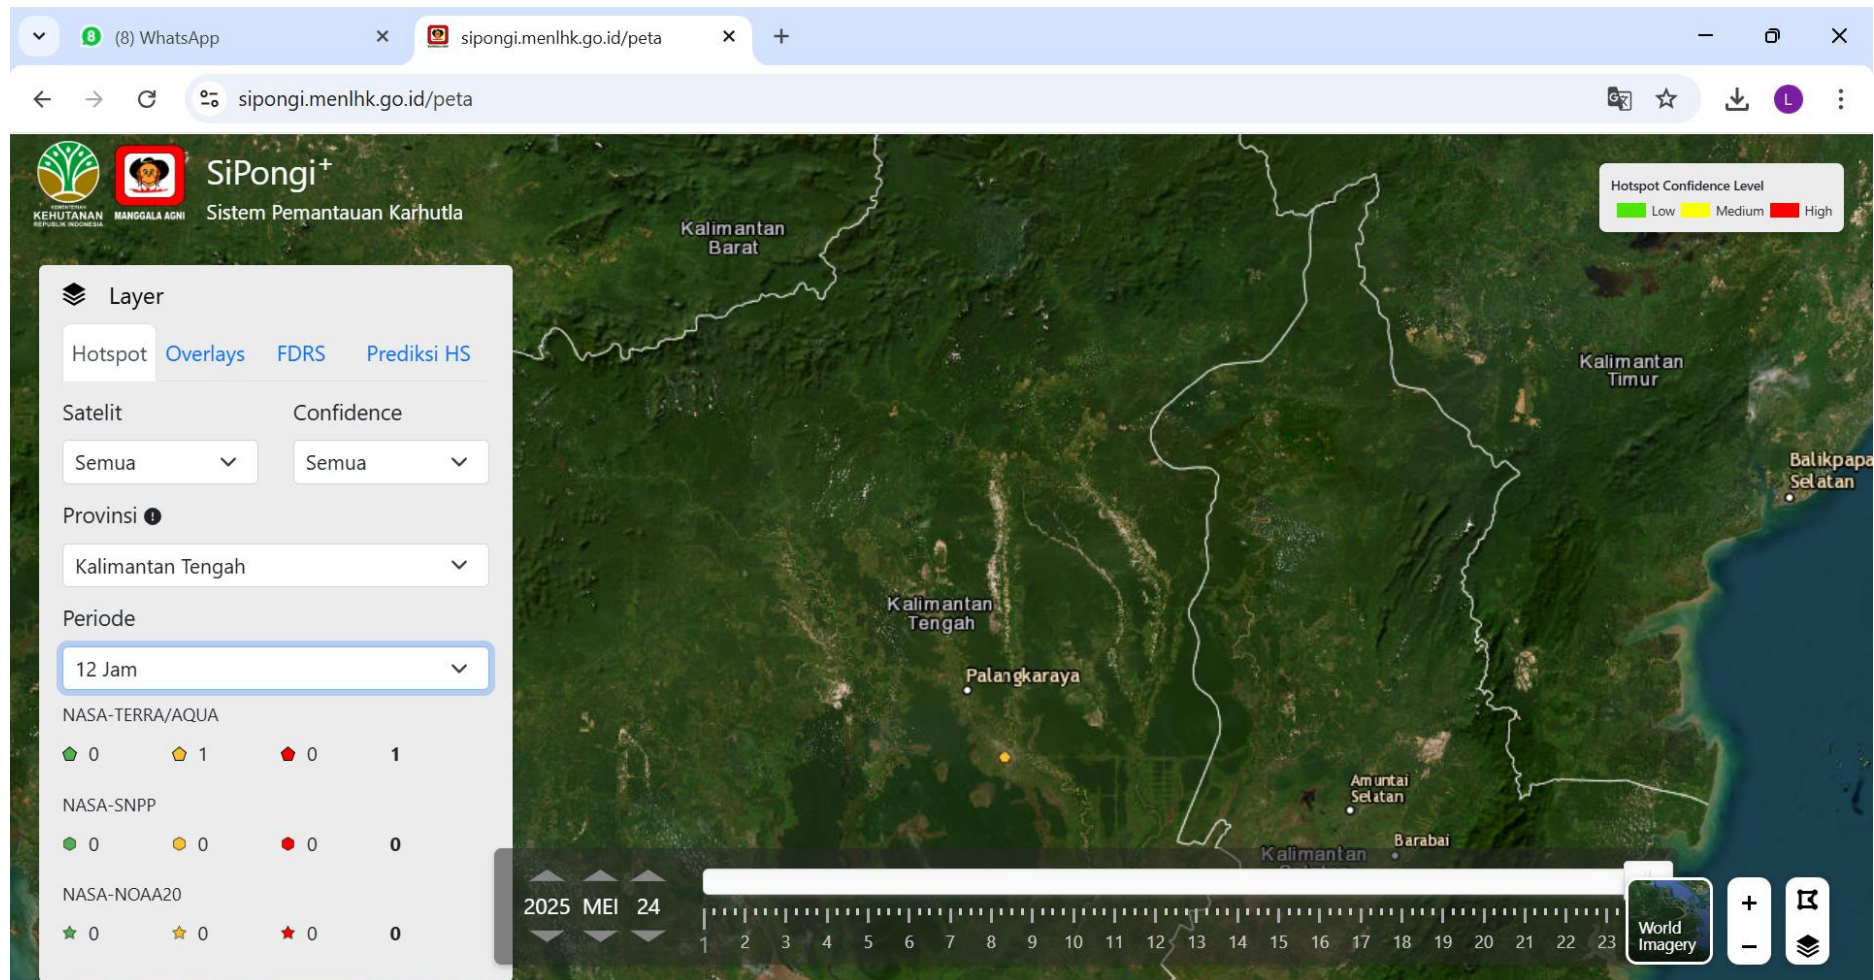 (8) WhatsApp
sipongi.menlhk.go.id/peta
sipongi.menlhk.go.id/peta
L
KEMENTERIAN
KEHUTANAN
REPUBLIK INDONESIA
MANGGALA AGNI
SiPongi+
Sistem Pemantauan Karhutla
Hotspot Confidence Level
Low Medium High
Layer
Hotspot Overlays FDRS Prediksi HS
Satelit Confidence
Semua Semua
Provinsi
Kalimantan Tengah
Periode
12 Jam
NASA-TERRA/AQUA
0 1 0 1
NASA-SNPP
0 0 0 0
NASA-NOAA20
0 0 0 0
Kalimantan
Barat
Kalimantan
Timur
Balikpapa
Selatan
Kalimantan
Tengah
Palangkaraya
Amuntai
Selatan
Barabai
Kalimantan
2025 MEI 24
1 2 3 4 5 6 7 8 9 10 11 12 13 14 15 16 17 18 19 20 21 22 23
World
Imagery
+
−